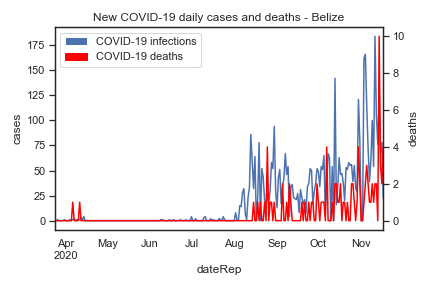 New COVID-19 daily cases and deaths - Belize
COVID-19 infections
COVID-19 deaths
cases
175
150
125
100
75
50
25
0
deaths
10
8
6
4
2
0
Apr May Jun Jul Aug Sep Oct Nov
2020
dateRep